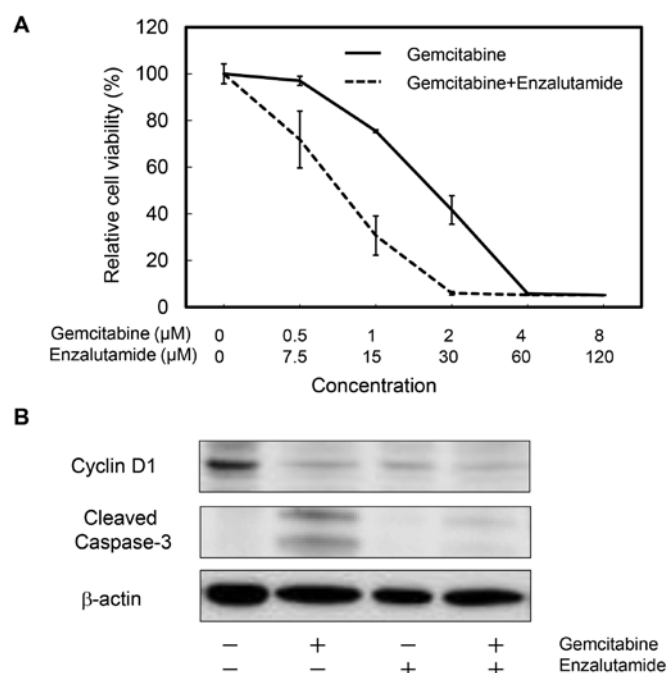 A
120
100
80
60
40
20
0
Relative cell viability (%)
Gemcitabine
Gemcitabine+Enzalutamide
Gemcitabine (μM) 0 0.5 1 2 4 8
Enzalutamide (μM) 0 7.5 15 30 60 120
Concentration
B
Cyclin D1
Cleaved
Caspase-3
β-actin
− + − + Gemcitabine
− − + + Enzalutamide